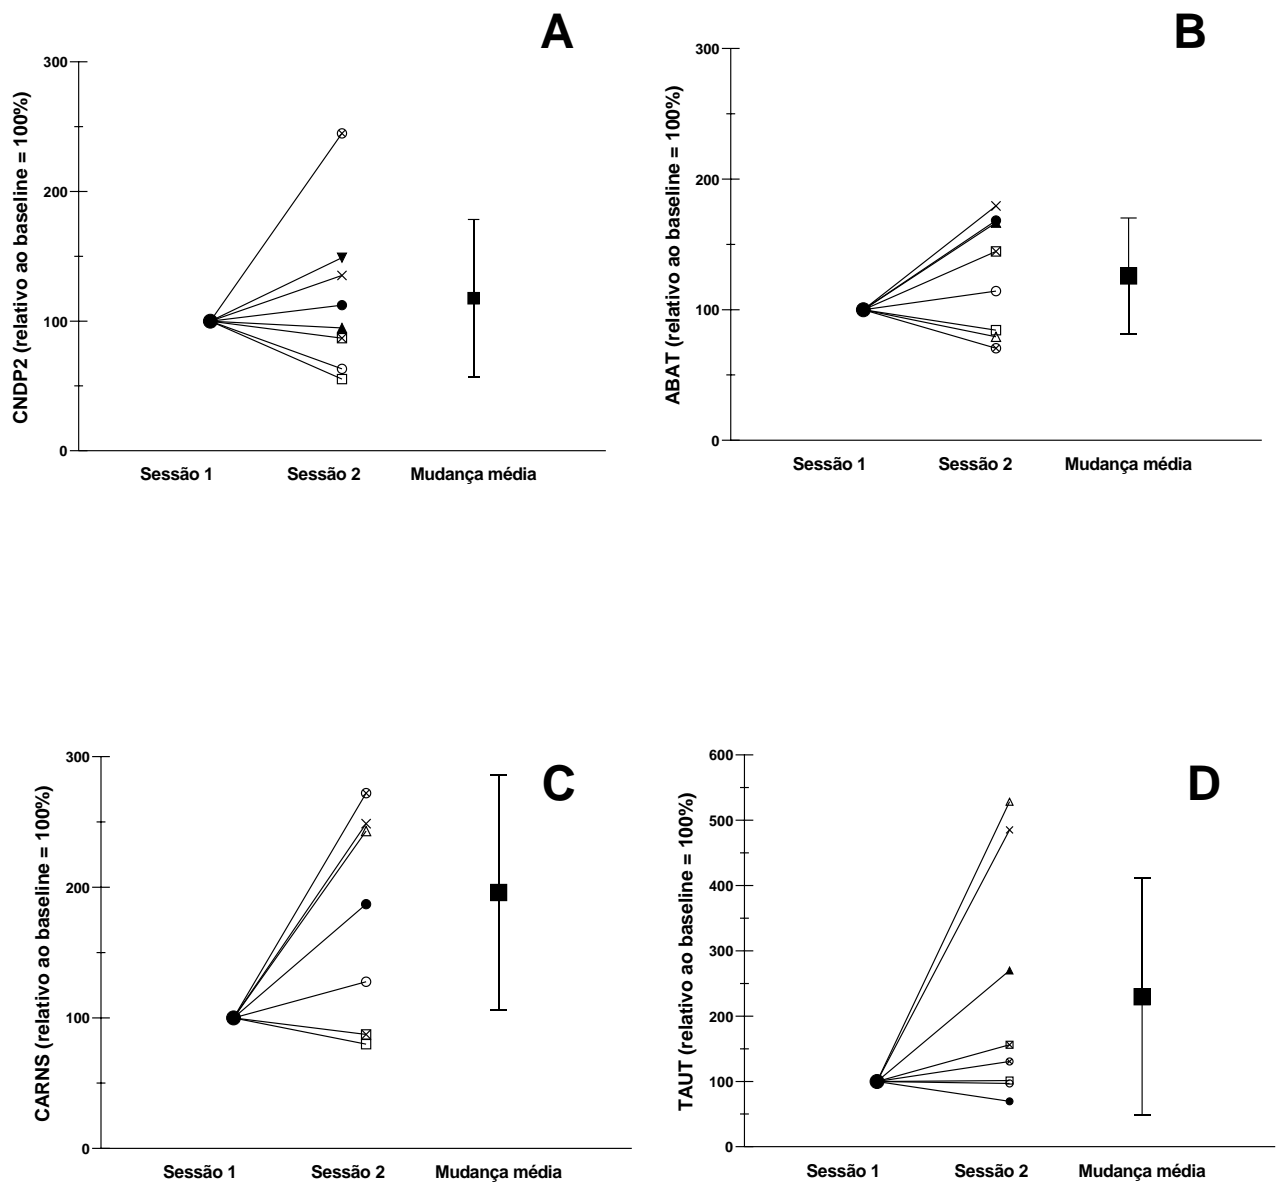 A
CNDP2 (relativo ao baseline = 100%)
300
200
100
0
Sessão 1 Sessão 2 Mudança média
B
ABAT (relativo ao baseline = 100%)
300
200
100
0
Sessão 1 Sessão 2 Mudança média
C
CARNS (relativo ao baseline = 100%)
300
200
100
0
Sessão 1 Sessão 2 Mudança média
D
TAUT (relativo ao baseline = 100%)
600
500
400
300
200
100
0
Sessão 1 Sessão 2 Mudança média